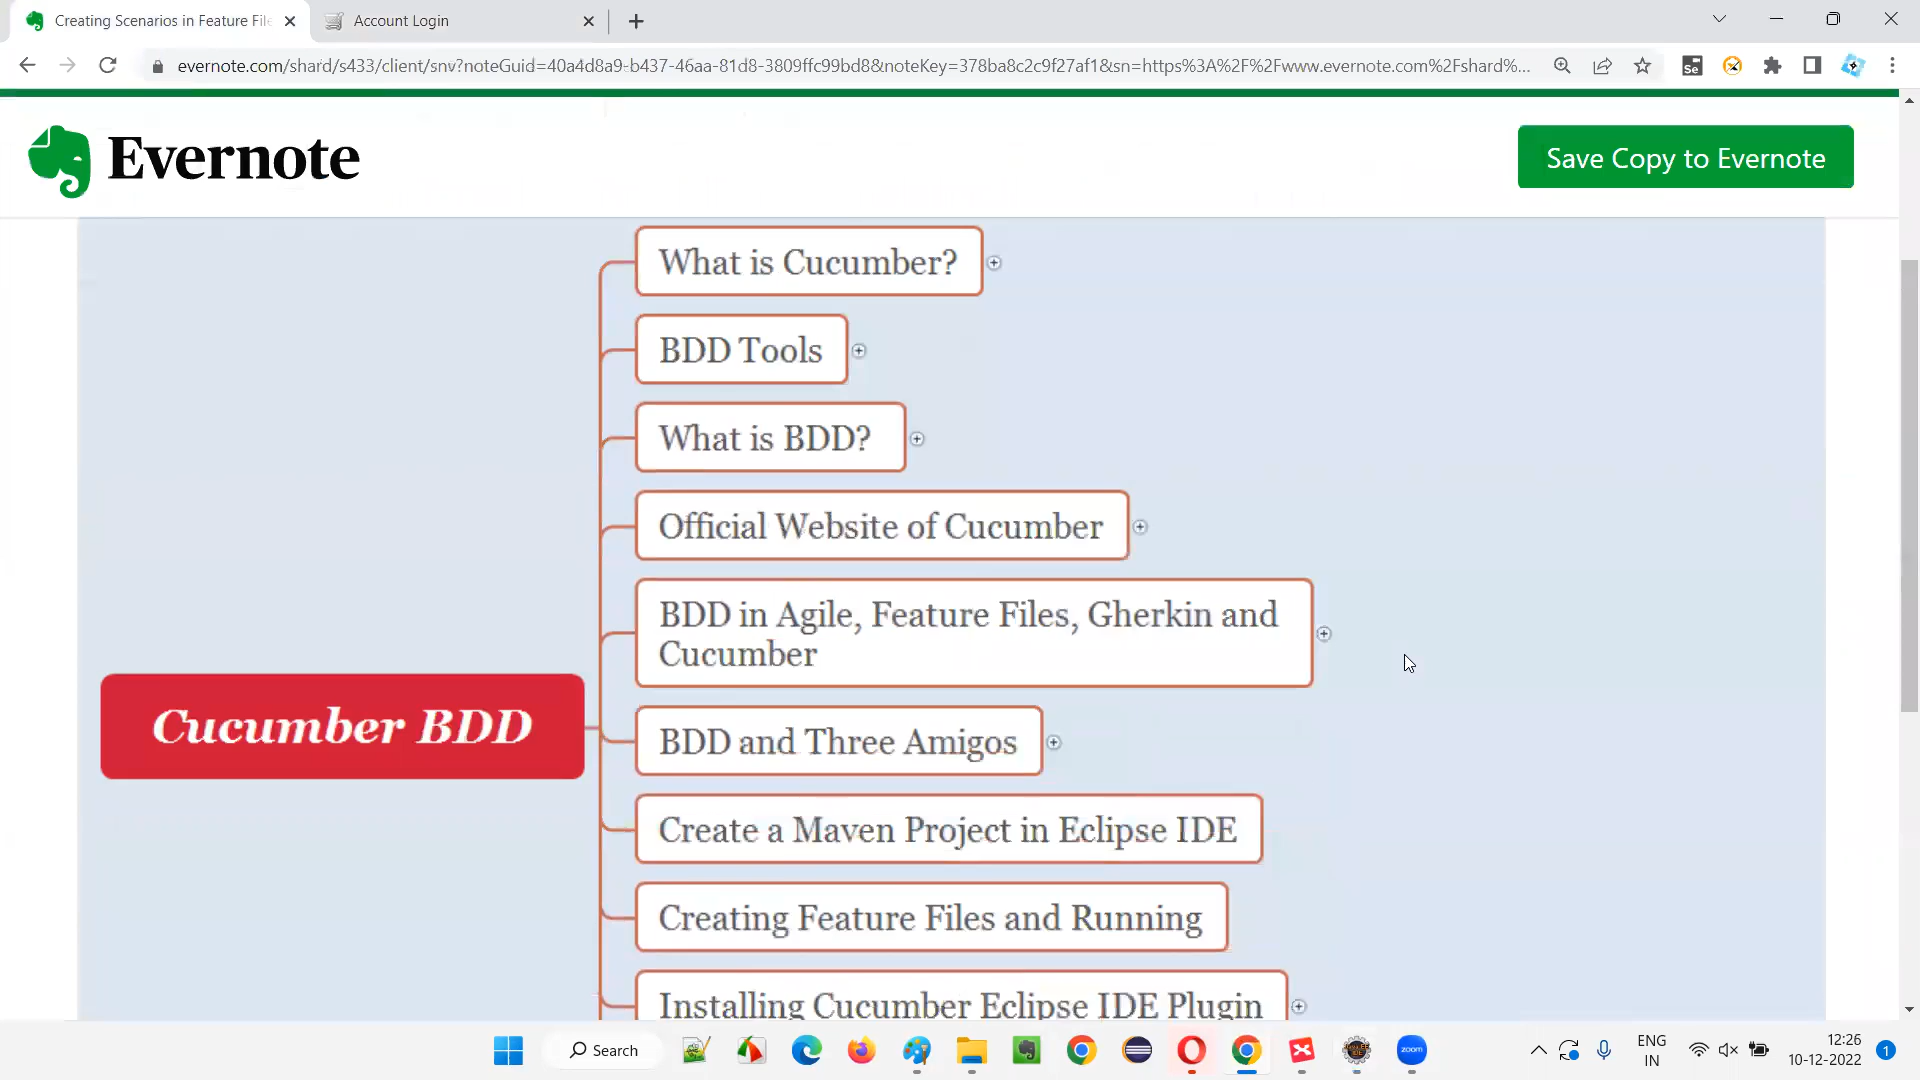 Creating Scenarios in Feature File
Account Login
evernote.com/shard/s433/client/snv?noteGuid=40a4d8a9-b437-46aa-81d8-3809ffc99bd8&noteKey=378ba8c2c9f27af1&sn=https%3A%2F%2Fwww.evernote.com%2Fshard%...
Se
Evernote
Save Copy to Evernote
What is Cucumber?
BDD Tools
What is BDD?
Official Website of Cucumber
BDD in Agile, Feature Files, Gherkin and
Cucumber
BDD and Three Amigos
Cucumber BDD
Create a Maven Project in Eclipse IDE
Creating Feature Files and Running
Installing Cucumber Eclipse IDE Plugin
Search
zoom
ENG
IN
12:26
10-12-2022
1